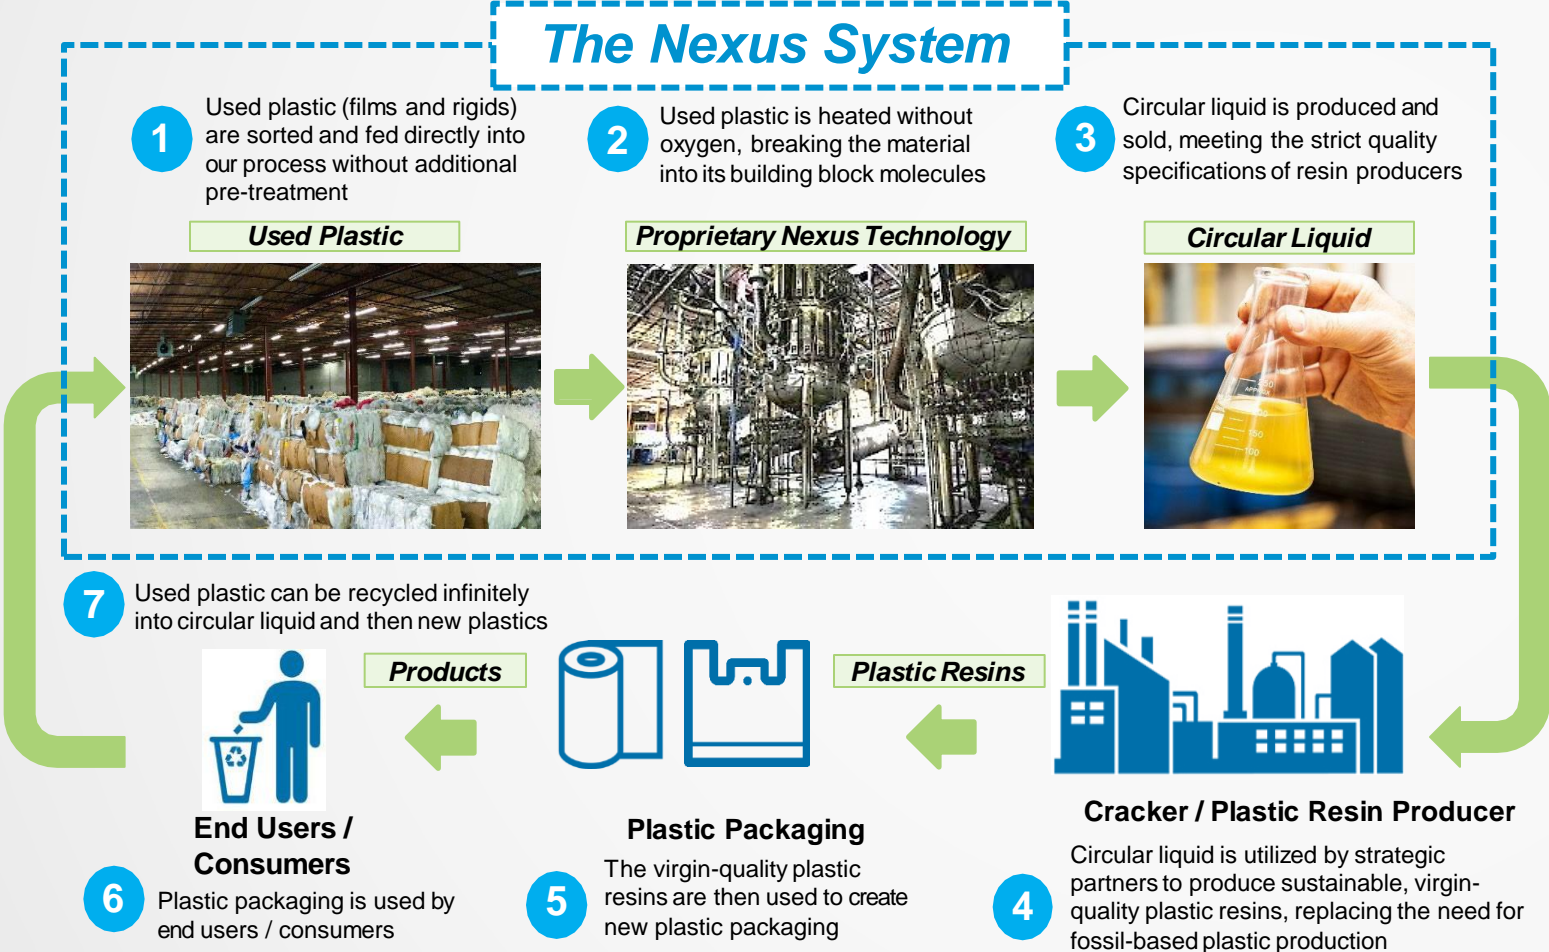 The Nexus System
1
Used plastic (films and rigids)
are sorted and fed directly into
our process without additional
pre-treatment
2
Used plastic is heated without
oxygen, breaking the material
into its building block molecules
3
Circular liquid is produced and
sold, meeting the strict quality
specifications of resin producers
Used Plastic
Proprietary Nexus Technology
Circular Liquid
150
100
7
Used plastic can be recycled infinitely
into circular liquid and then new plastics
Products
Plastic Resins
End Users /
Consumers
6
Plastic packaging is used by
end users / consumers
Plastic Packaging
5
The virgin-quality plastic
resins are then used to create
new plastic packaging
Cracker / Plastic Resin Producer
4
Circular liquid is utilized by strategic
partners to produce sustainable, virgin-
quality plastic resins, replacing the need for
fossil-based plastic production